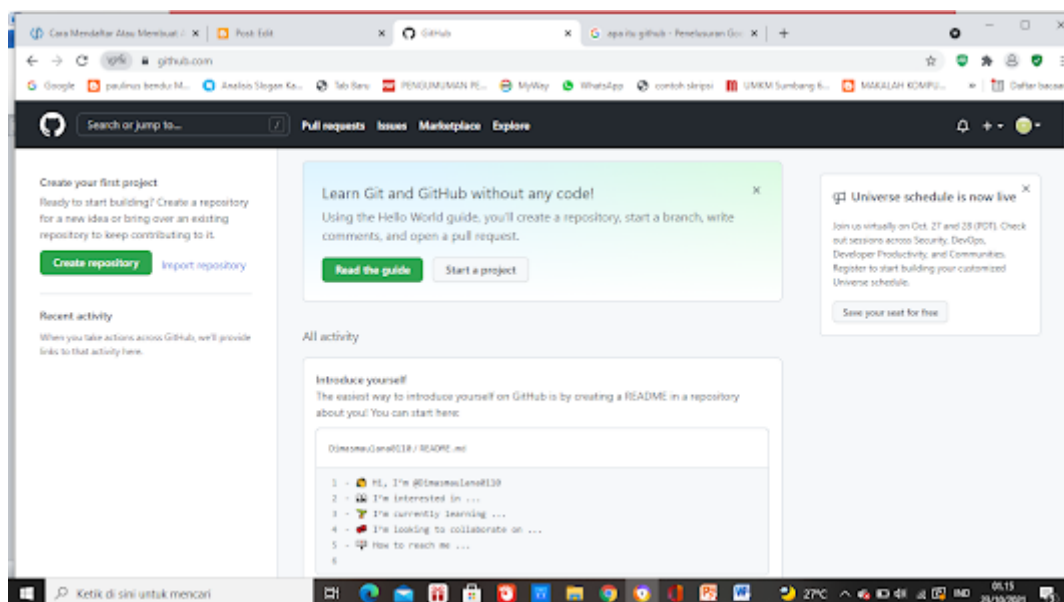 Cara Mendaftar Atau Membuat A
Post: Edit
GitHub
apa itu github - Penelusuran Goo
github.com
Google
paulinus bendu M...
Analisis Slogan Ka...
Tab Baru
PENGUMUMAN PE...
MyWay
WhatsApp
contoh skripsi
UMKM Sumbang 6...
MAKALAH KOMPU...
»
Daftar bacaan
Search or jump to...
/
Pull requests
Issues
Marketplace
Explore
Create your first project
Ready to start building? Create a repository
for a new idea or bring over an existing
repository to keep contributing to it.
Create repository
Import repository
Recent activity
When you take actions across GitHub, we'll provide
links to that activity here.
Learn Git and GitHub without any code!
Using the Hello World guide, you'll create a repository, start a branch, write
comments, and open a pull request.
Read the guide
Start a project
All activity
Introduce yourself
The easiest way to introduce yourself on GitHub is by creating a README in a repository
about you! You can start here:
Dimasmaulana0110 / README.md
1 - 👋 Hi, I'm @Dimasmaulana0110
2 - 👀 I'm interested in ...
3 - 🌱 I'm currently learning ...
4 - 💞️ I'm looking to collaborate on ...
5 - 📫 How to reach me ...
6
Universe schedule is now live
Join us virtually on Oct. 27 and 28 (PDT). Check
out sessions across Security, DevOps,
Developer Productivity, and Communities.
Register to start building your customized
Universe schedule.
Save your seat for free
Ketik di sini untuk mencari
27°C
IND
05.15